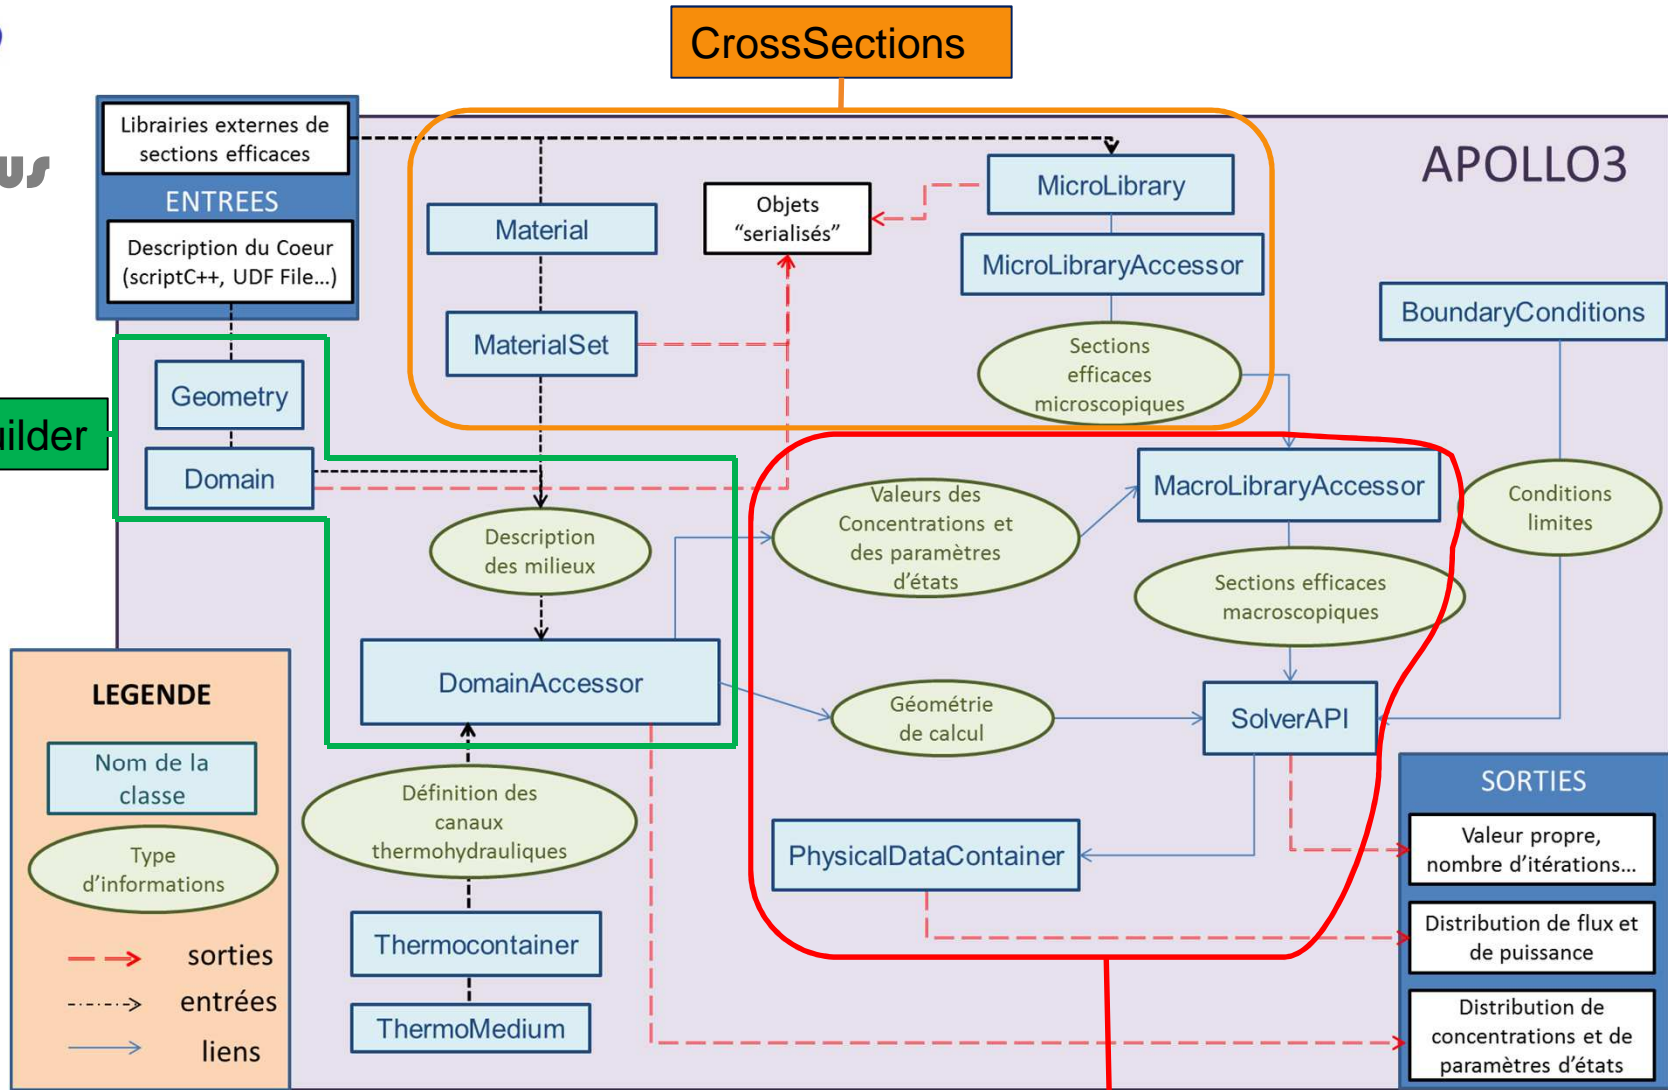 CrossSections
us
APOLLO3
Librairies externes de
sections efficaces
ENTREES
Description du Coeur
(scriptC++, UDF File...)
Material
Objets
“serialisés”
MicroLibrary
MicroLibraryAccessor
BoundaryConditions
MaterialSet
Sections
efficaces
microscopiques
Geometry
uilder
Domain
Description
des milieux
Valeurs des
Concentrations et
des paramètres
d’états
MacroLibraryAccessor
Conditions
limites
Sections efficaces
macroscopiques
DomainAccessor
Géométrie
de calcul
SolverAPI
LEGENDE
Nom de la
classe
Type
d’informations
sorties
entrées
liens
Définition des
canaux
thermohydrauliques
Thermocontainer
ThermoMedium
PhysicalDataContainer
SORTIES
Valeur propre,
nombre d’itérations...
Distribution de flux et
de puissance
Distribution de
concentrations et de
paramètres d’états